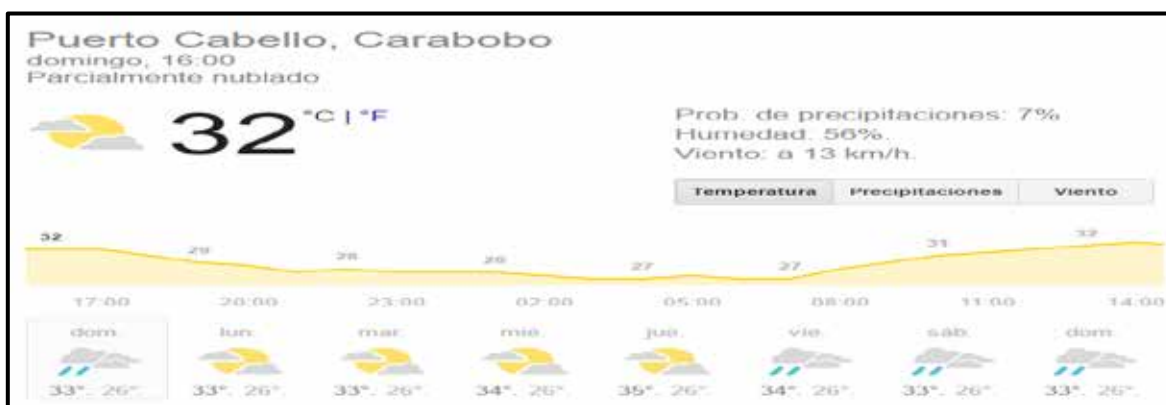 Puerto Cabello, Carabobo
domingo, 16:00
Parcialmente nublado
32 °C | °F
Prob. de precipitaciones: 7%
Humedad. 56%.
Viento: a 13 km/h.
Temperatura Precipitaciones Viento
32 29 28 27 27 31 32
17:00 20:00 23:00 02:00 05:00 08:00 11:00 14:00
dom. lun. mar. mié. jue. vie. sáb. dom.
33°. 26°. 33°. 26°. 33°. 26°. 34°. 26°. 35°. 26°. 34°. 26°. 33°. 26°. 33°. 26°.